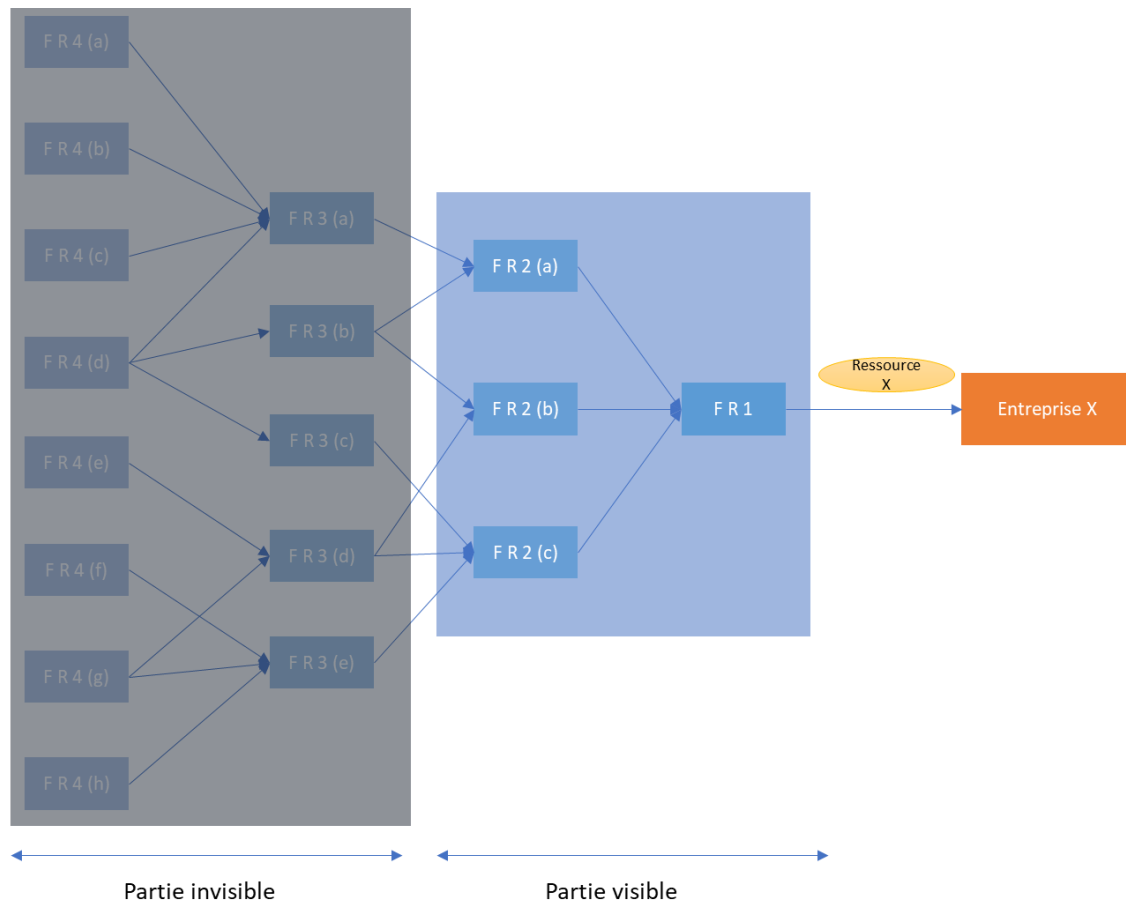 F R 4 (a)
F R 4 (b)
F R 4 (c)
F R 4 (d)
F R 4 (e)
F R 4 (f)
F R 4 (g)
F R 4 (h)
F R 3 (a)
F R 3 (b)
F R 3 (c)
F R 3 (d)
F R 3 (e)
F R 2 (a)
F R 2 (b)
F R 2 (c)
F R 1
Ressource
X
Entreprise X
Partie invisible
Partie visible